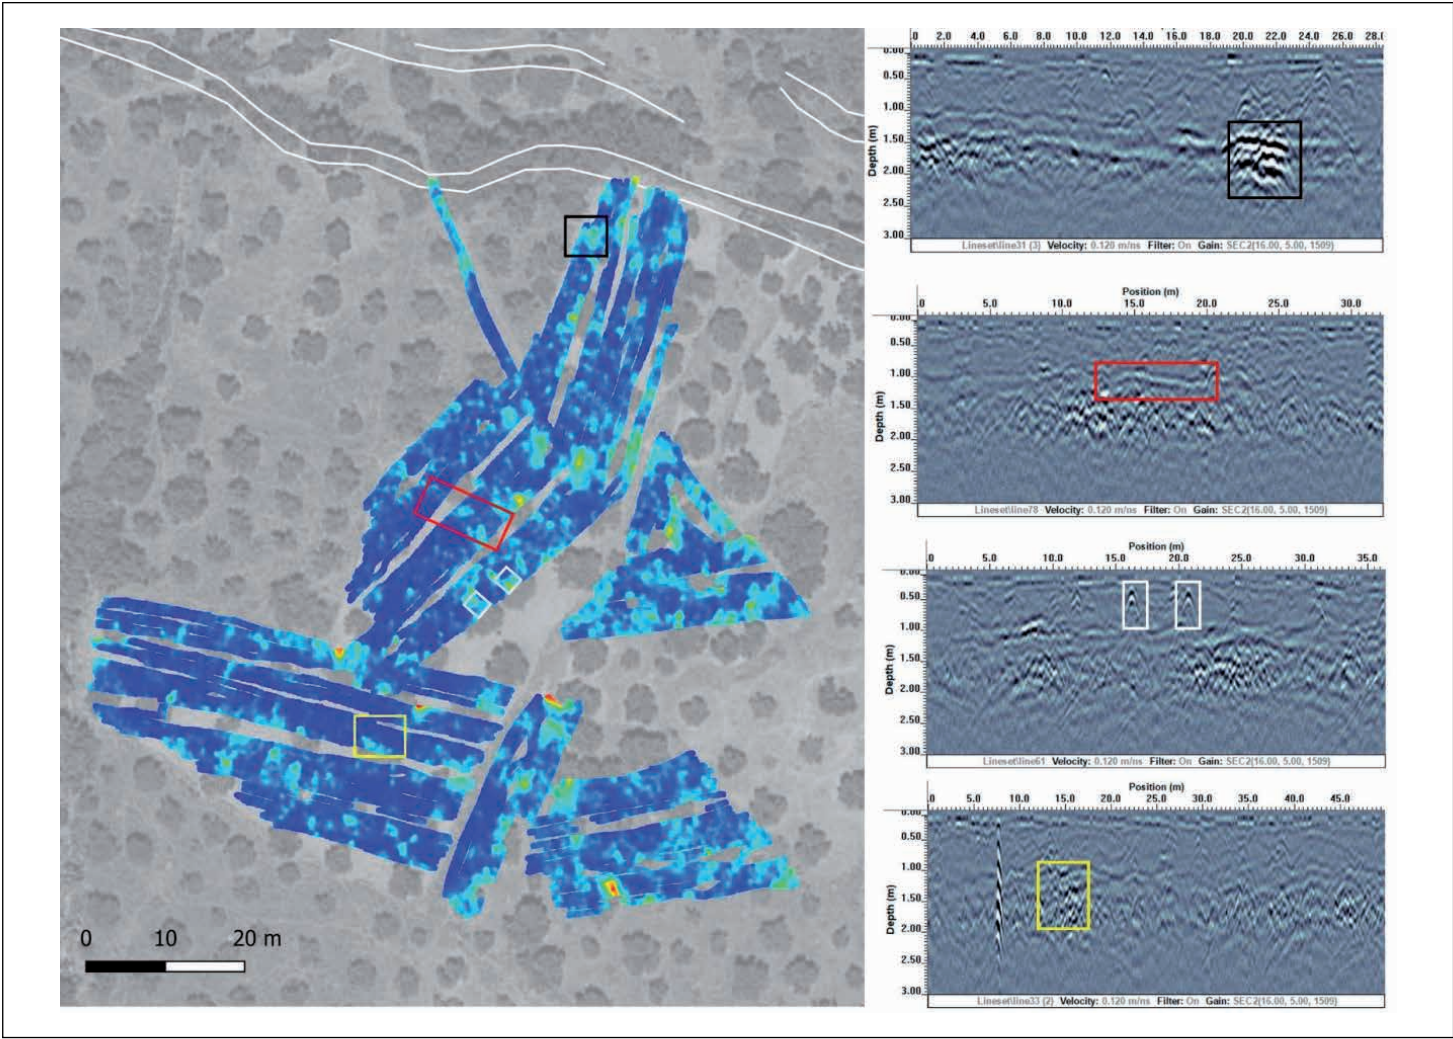 0 2.0 4.0 6.0 8.0 10.0 12.0 14.0 16.0 18.0 20.0 22.0 24.0 26.0 28.
0.00
0.50
1.00
1.50
2.00
2.50
3.00
Depth (m)
Lineset\line31 (3) Velocity: 0.120 m/ns Filter: On Gain: SEC2(16.00, 5.00, 1509)
Position (m)
.0 5.0 10.0 15.0 20.0 25.0 30.0
0.00
0.50
1.00
1.50
2.00
2.50
3.00
Depth (m)
Lineset\line78 Velocity: 0.120 m/ns Filter: On Gain: SEC2(16.00, 5.00, 1509)
Position (m)
.0 5.0 10.0 15.0 20.0 25.0 30.0 35.0
0.00
0.50
1.00
1.50
2.00
2.50
3.00
Depth (m)
Lineset\line61 Velocity: 0.120 m/ns Filter: On Gain: SEC2(16.00, 5.00, 1509)
Position (m)
.0 5.0 10.0 15.0 20.0 25.0 30.0 35.0 40.0 45.0
0.00
0.50
1.00
1.50
2.00
2.50
3.00
Depth (m)
Lineset\line33 (2) Velocity: 0.120 m/ns Filter: On Gain: SEC2(16.00, 5.00, 1509)
0 10 20 m